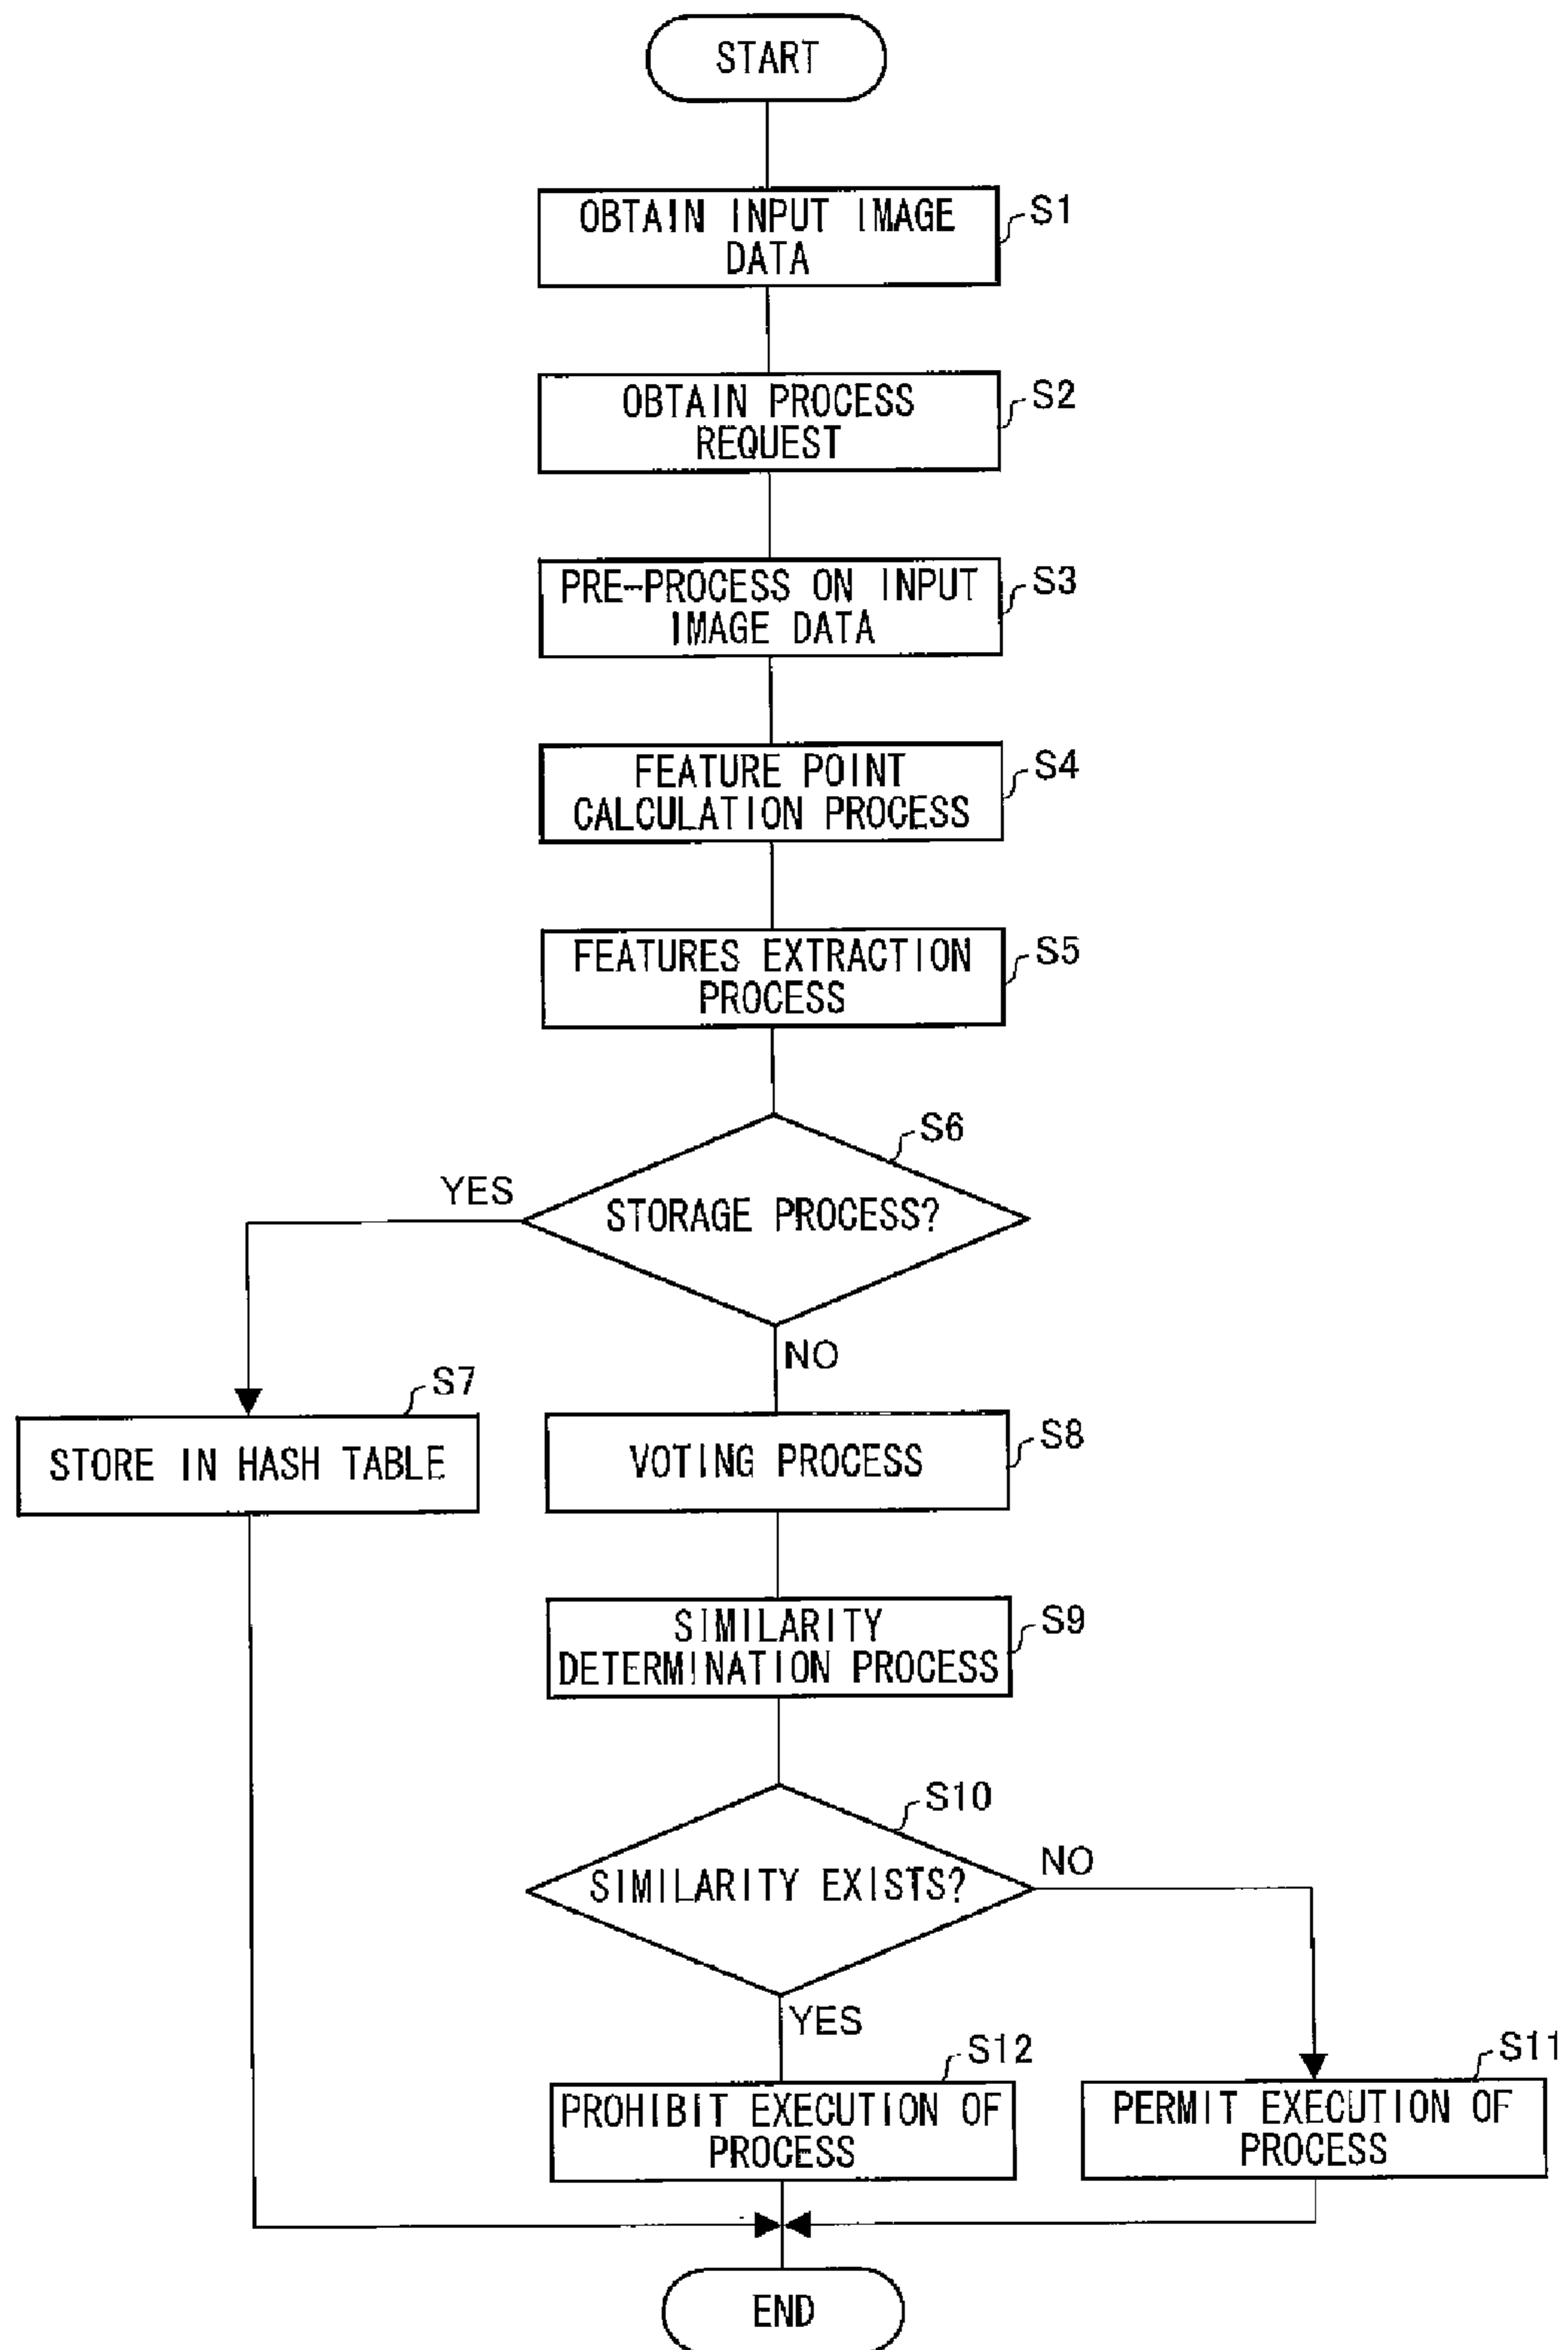 START
OBTAIN INPUT IMAGE
DATA
S1
OBTAIN PROCESS
REQUEST
S2
PRE-PROCESS ON INPUT
IMAGE DATA
S3
FEATURE POINT
CALCULATION PROCESS
S4
FEATURES EXTRACTION
PROCESS
S5
S6
STORAGE PROCESS?
YES
NO
S7
STORE IN HASH TABLE
VOTING PROCESS
S8
SIMILARITY
DETERMINATION PROCESS
S9
S10
SIMILARITY EXISTS?
NO
YES
S12
PROHIBIT EXECUTION OF
PROCESS
S11
PERMIT EXECUTION OF
PROCESS
END